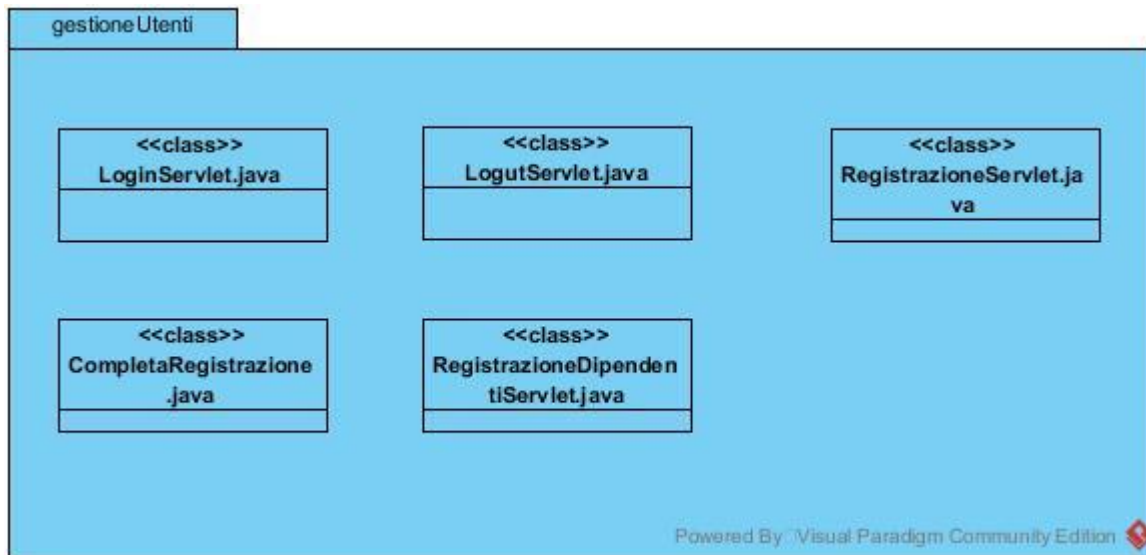 gestioneUtenti
<<class>>
LoginServlet.java
<<class>>
LogutServlet.java
<<class>>
RegistrazioneServlet.ja
va
<<class>>
CompletaRegistrazione
.java
<<class>>
RegistrazioneDipenden
tiServlet.java
Powered By Visual Paradigm Community Edition